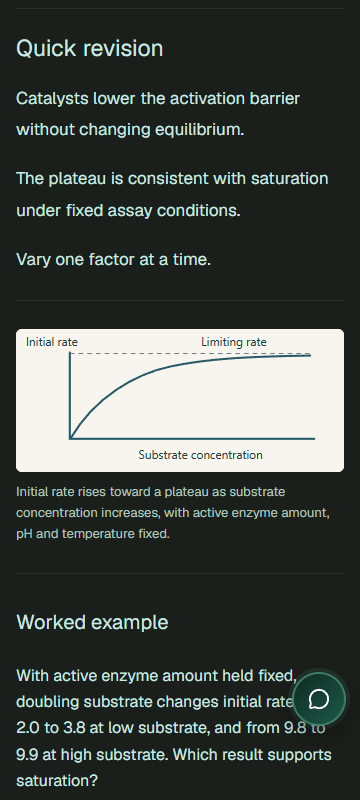 Quick revision
Catalysts lower the activation barrier
without changing equilibrium.
The plateau is consistent with saturation
under fixed assay conditions.
Vary one factor at a time.
Initial rate
Limiting rate
Substrate concentration
Initial rate rises toward a plateau as substrate
concentration increases, with active enzyme amount,
pH and temperature fixed.
Worked example
With active enzyme amount held fixed,
doubling substrate changes initial rate
2.0 to 3.8 at low substrate, and from 9.8 to
9.9 at high substrate. Which result supports
saturation?